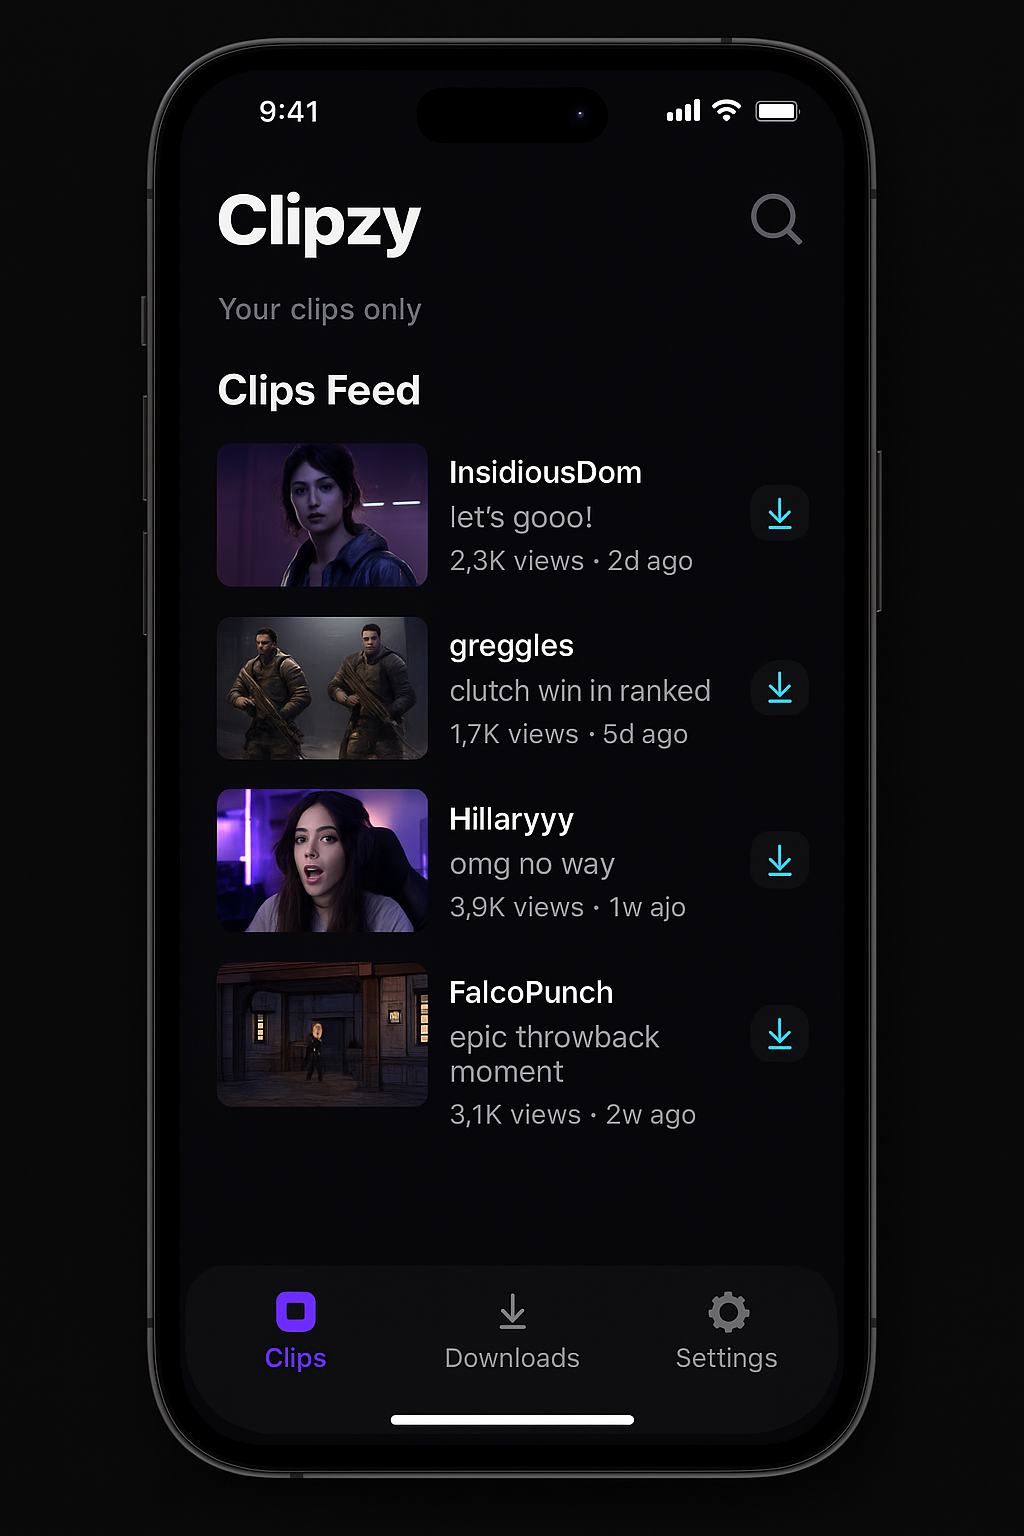 9:41
Clipzy
Your clips only
Clips Feed
InsidiousDom
let's gooo!
2,3K views · 2d ago
greggles
clutch win in ranked
1,7K views · 5d ago
Hillaryyy
omg no way
3,9K views · 1w ajo
FalcoPunch
epic throwback
moment
3,1K views · 2w ago
Clips Downloads Settings